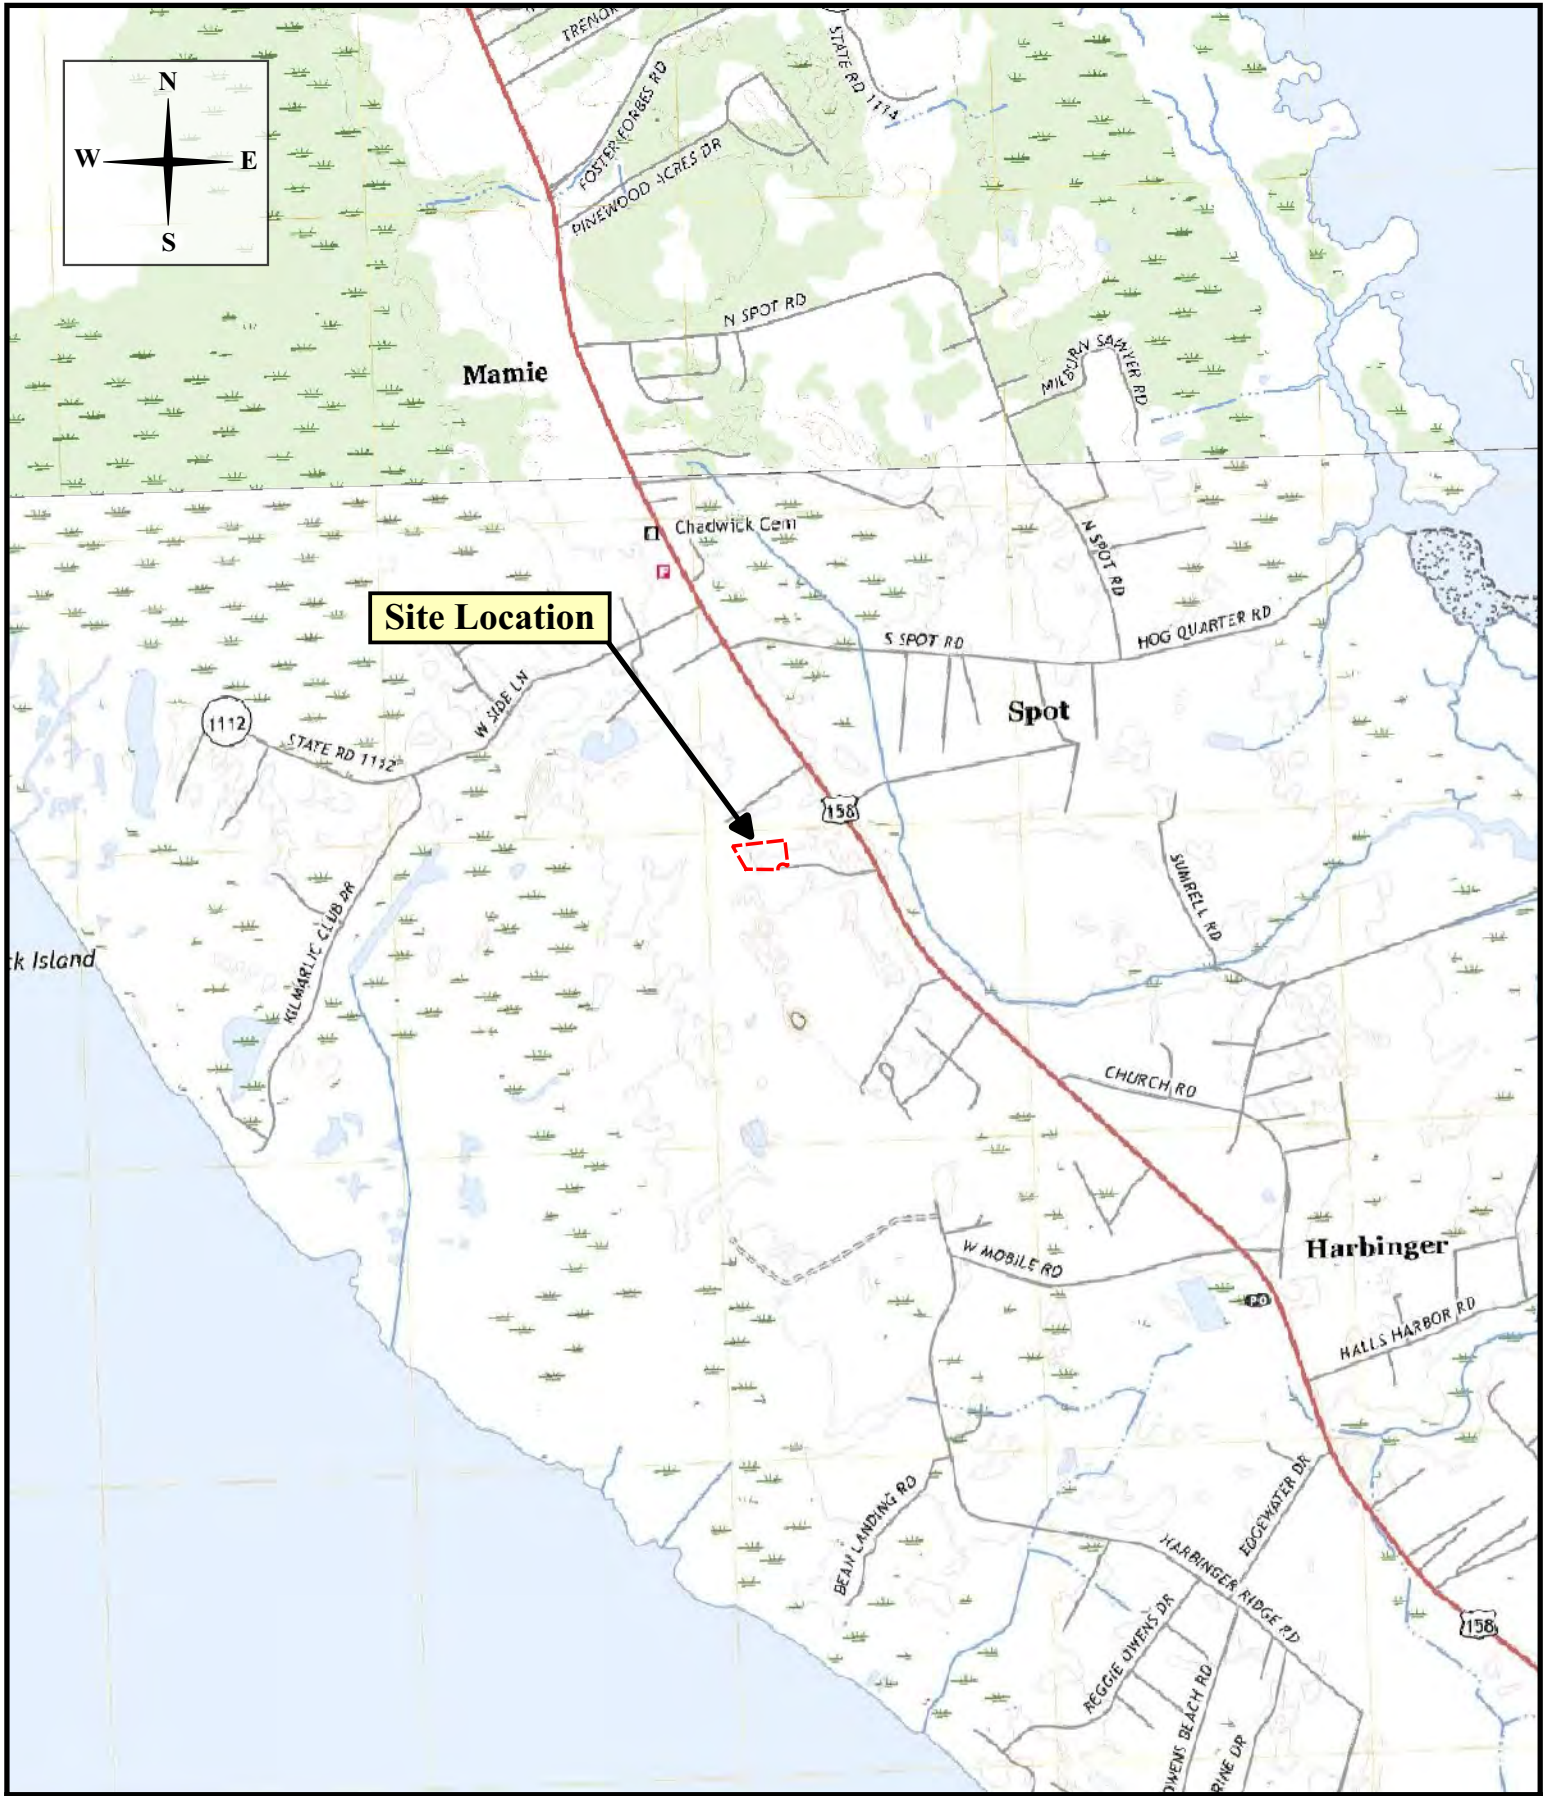 STATE RD 1114
FOSTER FORBES RD
N
W
E
S
PINEWOOD ACRES DR
N SPOT RD
MILBURN SAWYER RD
Mamie
Chadwick Cem
N SPOT RD
F
Site Location
HOG QUARTER RD
S SPOT RD
W SIDE LN
Spot
1112
STATE RD 1112
158
SUMRELL RD
KILMARLIC CLUB DR
k Island
CHURCH RD
W MOBILE RD
Harbinger
PO
HALLS HARBOR RD
BEAN LANDING RD
EDGEWATER DR
HARBINGER RIDGE RD
REGGIE OWENS DR
158
OWENS BEACH RD
RINE DR